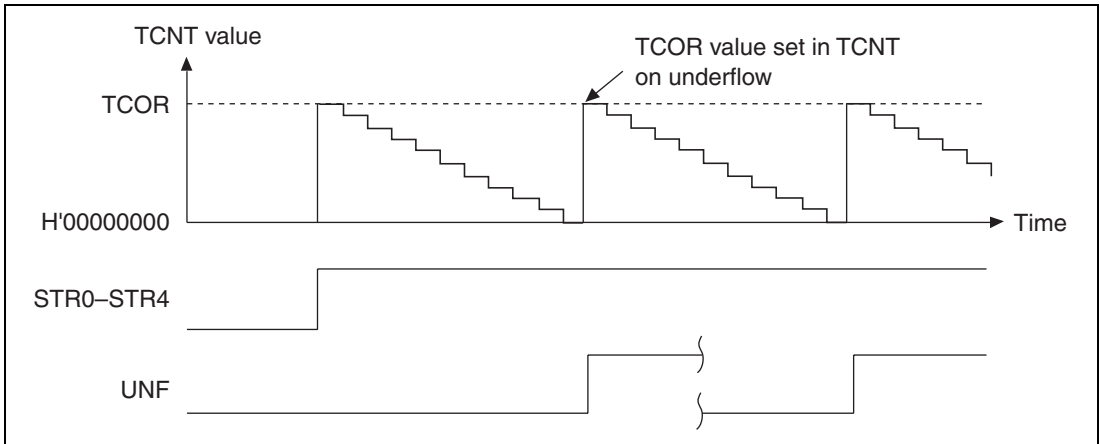 TCNT value
TCOR value set in TCNT
on underflow
TCOR
H'00000000
Time
STR0–STR4
UNF